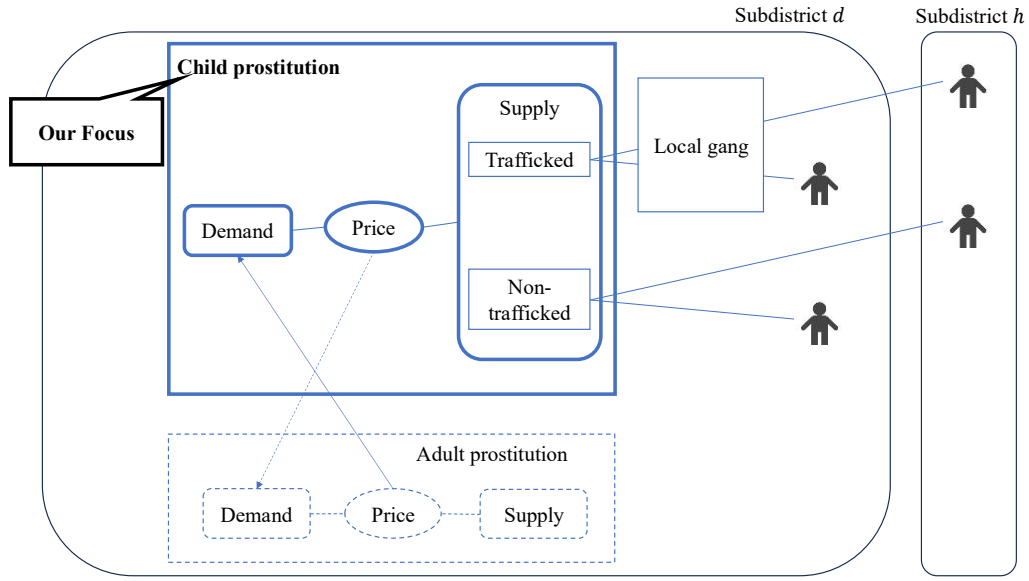 Subdistrict d
Subdistrict h
Child prostitution
Our Focus
Supply
Trafficked
Local gang
Demand
Price
Non-
trafficked
Adult prostitution
Demand
Price
Supply